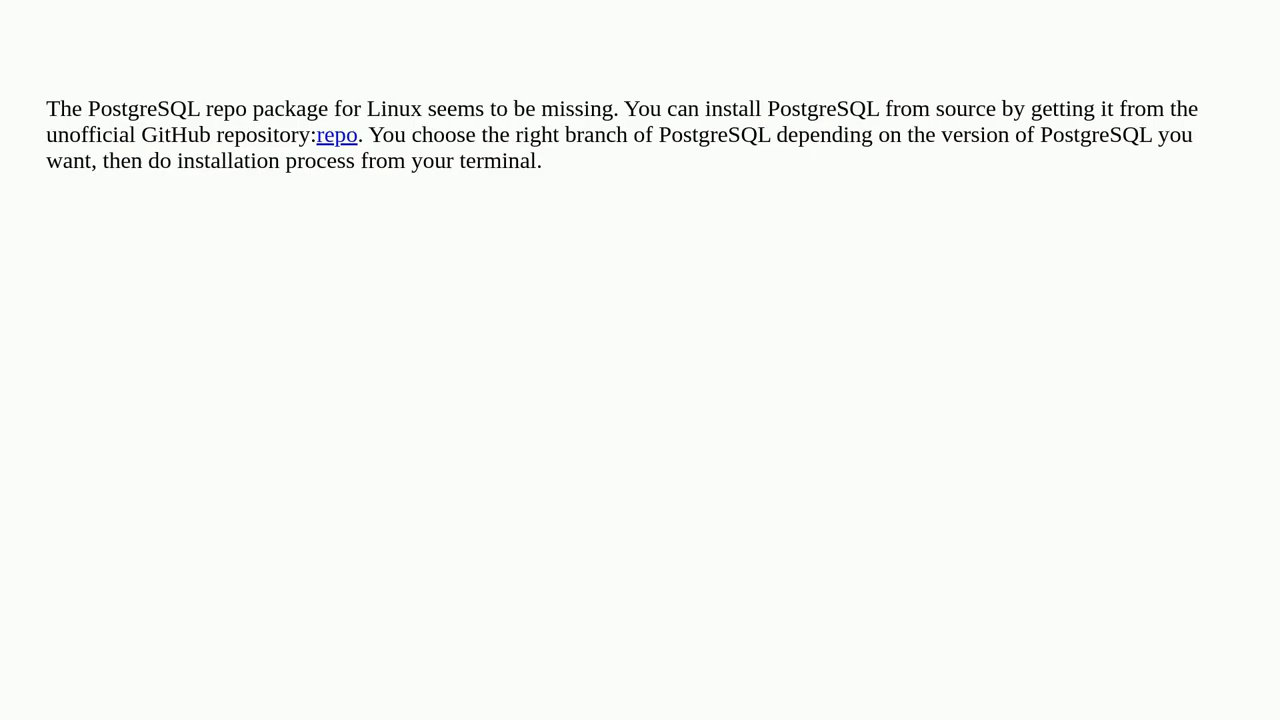 The PostgreSQL repo package for Linux seems to be missing. You can install PostgreSQL from source by getting it from the
unofficial GitHub repository:repo. You choose the right branch of PostgreSQL depending on the version of PostgreSQL you
want, then do installation process from your terminal.